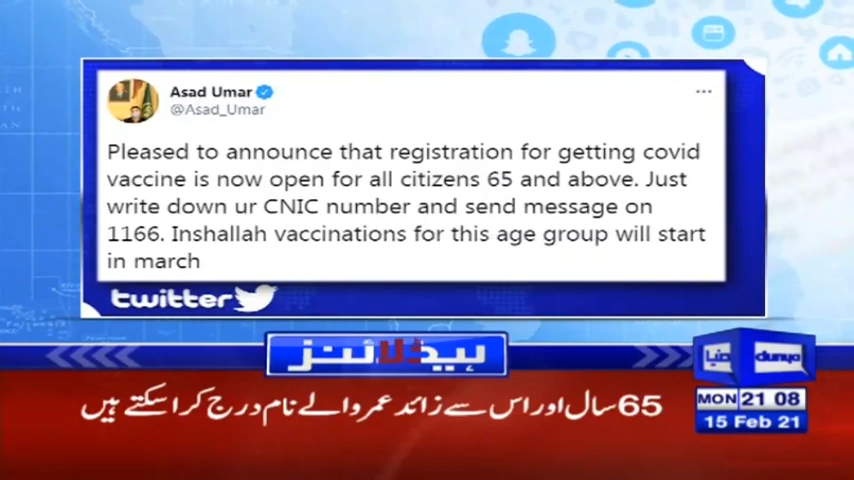 Asad Umar
@Asad_Umar
Pleased to announce that registration for getting covid
vaccine is now open for all citizens 65 and above. Just
write down ur CNIC number and send message on
1166. Inshallah vaccinations for this age group will start
in march
twitter
ہیڈلائنز
دنیا dunya
MON 21 08
15 Feb 21
65 سال اور اس سے زائد عمر والے نام درج کراسکتے ہیں